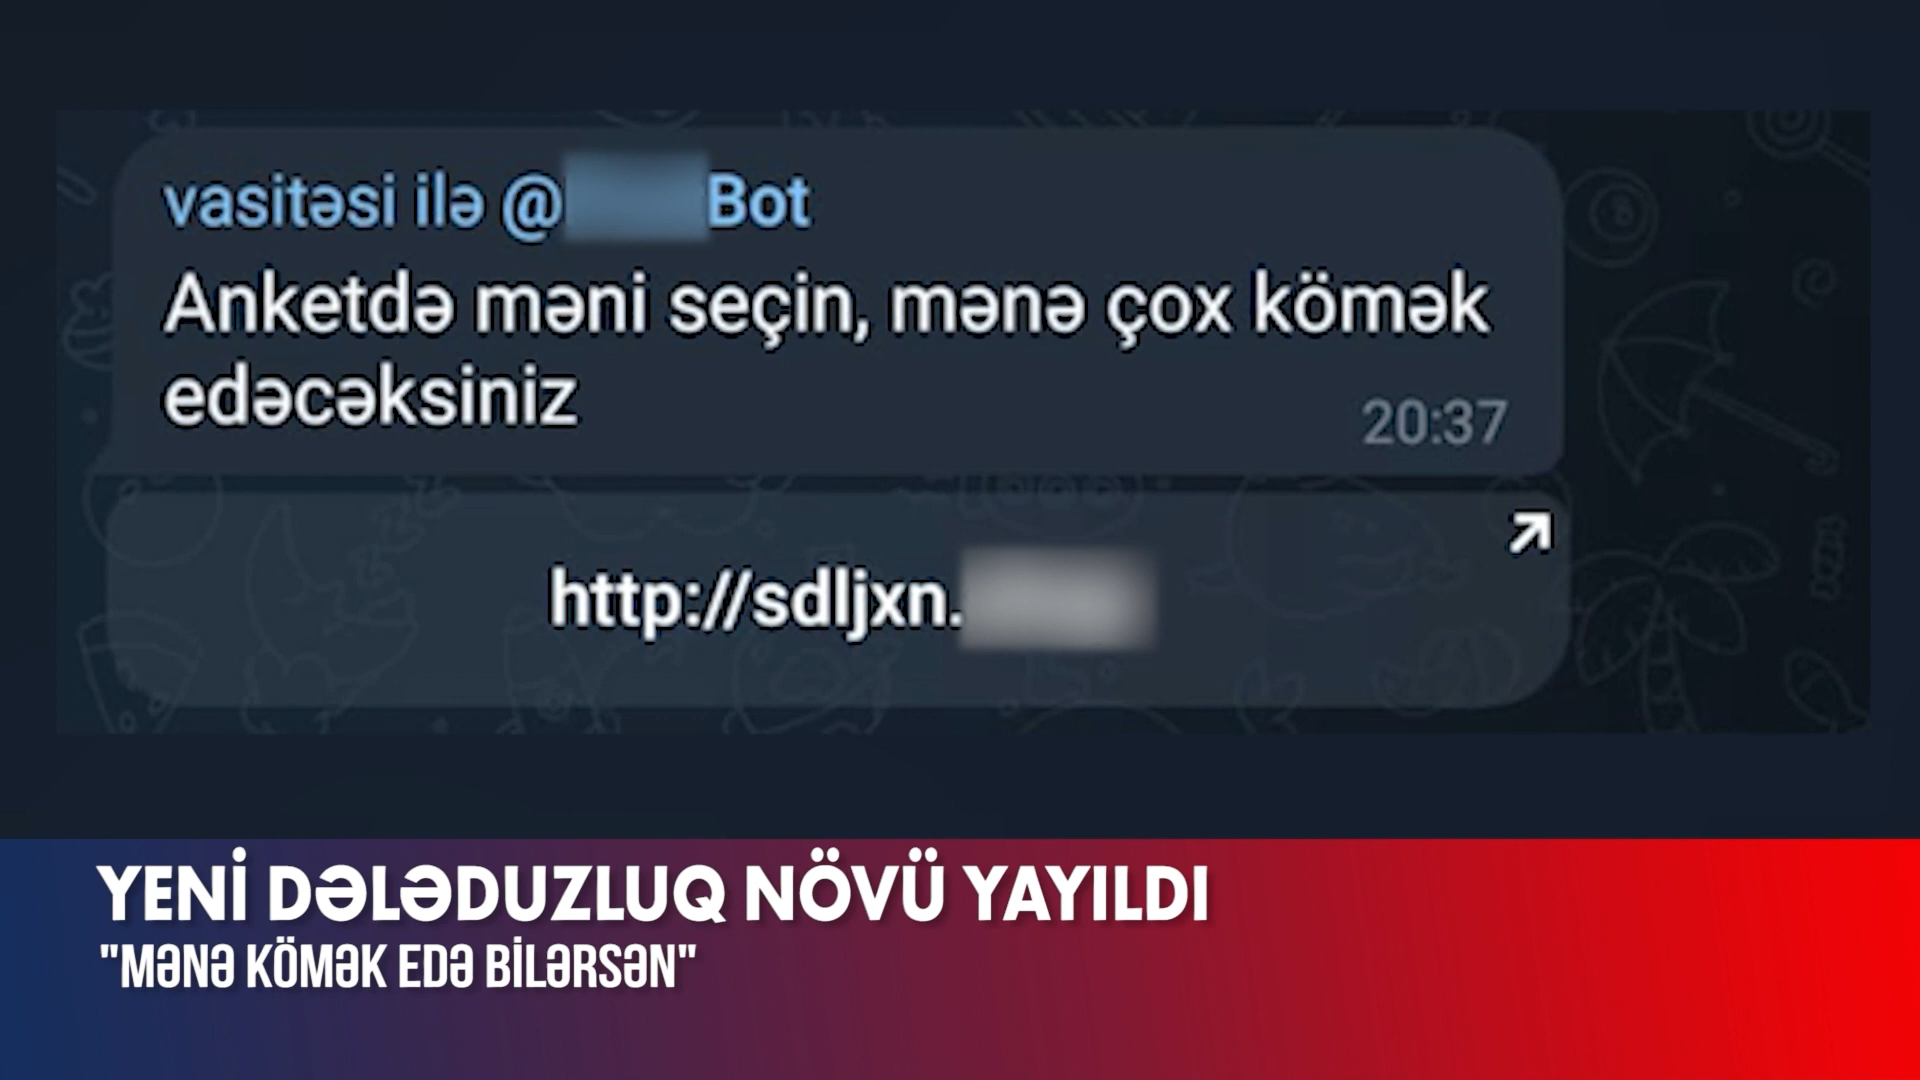 vasitəsi ilə @ Bot
Anketdə məni seçin, mənə çox kömək
edəcəksiniz
20:37
http://sdljxn.
YENİ DƏLƏDUZLUQ NÖVÜ YAYILDI
"MƏNƏ KÖMƏK EDƏ BİLƏRSƏN"